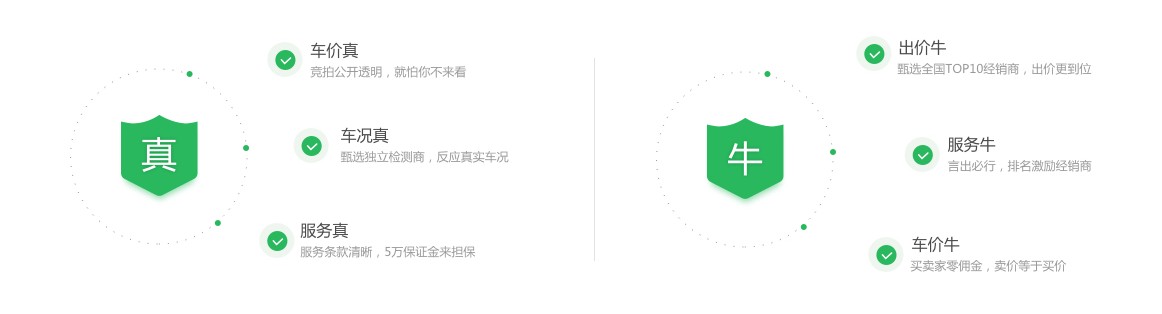 真
车价真
竞拍公开透明，就怕你不来看
车况真
甄选独立检测商，反应真实车况
服务真
服务条款清晰，5万保证金来担保
牛
出价牛
甄选全国TOP10经销商，出价更到位
服务牛
言出必行，排名激励经销商
车价牛
买卖家零佣金，卖价等于买价